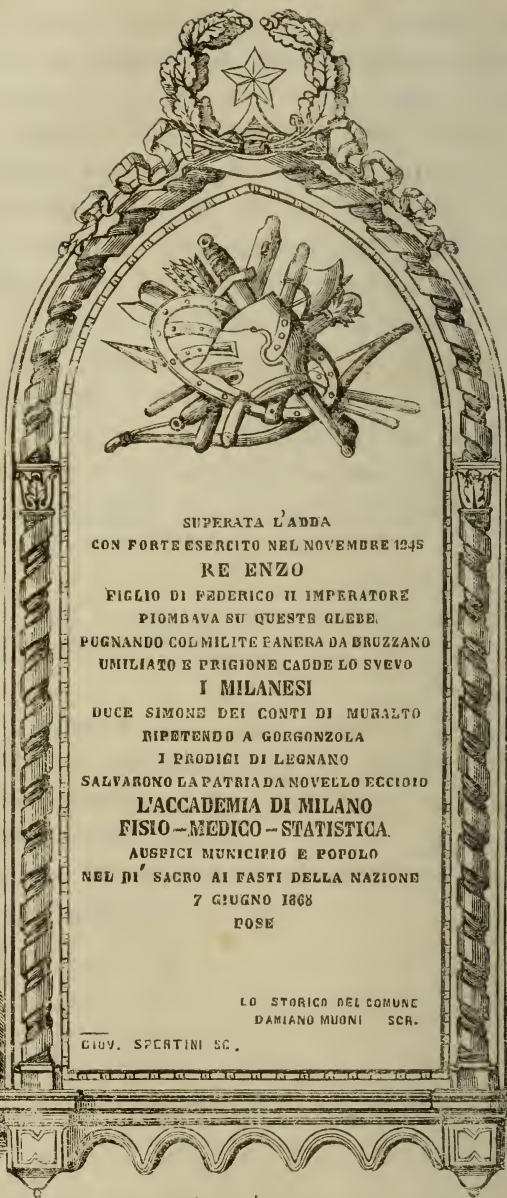 SUPERATA L'ADDA
CON FORTE ESERCITO NEL NOVEMBRE 1245
RE ENZO
FIGLIO DI FEDERICO II IMPERATORE
PIOMBAVA SU QUESTE GLEBE,
PUGNANDO COL MILITE PANERA DA BRUZZANO
UMILIATO E PRIGIONE CADDE LO SVEVO
I MILANESI
DUCE SIMONE DEI CONTI DI MURALTO
RIPETENDO A GORGONZOLA
I PRODIGI DI LEGNANO
SALVARONO LA PATRIA DA NOVELLO ECCIDIO
L'ACCADEMIA DI MILANO
FISIO-MEDICO-STATISTICA.
AUSPICI MUNICIPIO E POPOLO
NEL DI' SACRO AI FASTI DELLA NAZIONE
7 GIUGNO 1868
POSE
LO STORICO DEL COMUNE
DAMIANO MUONI SCR.
GIOV. SPERTINI SC.